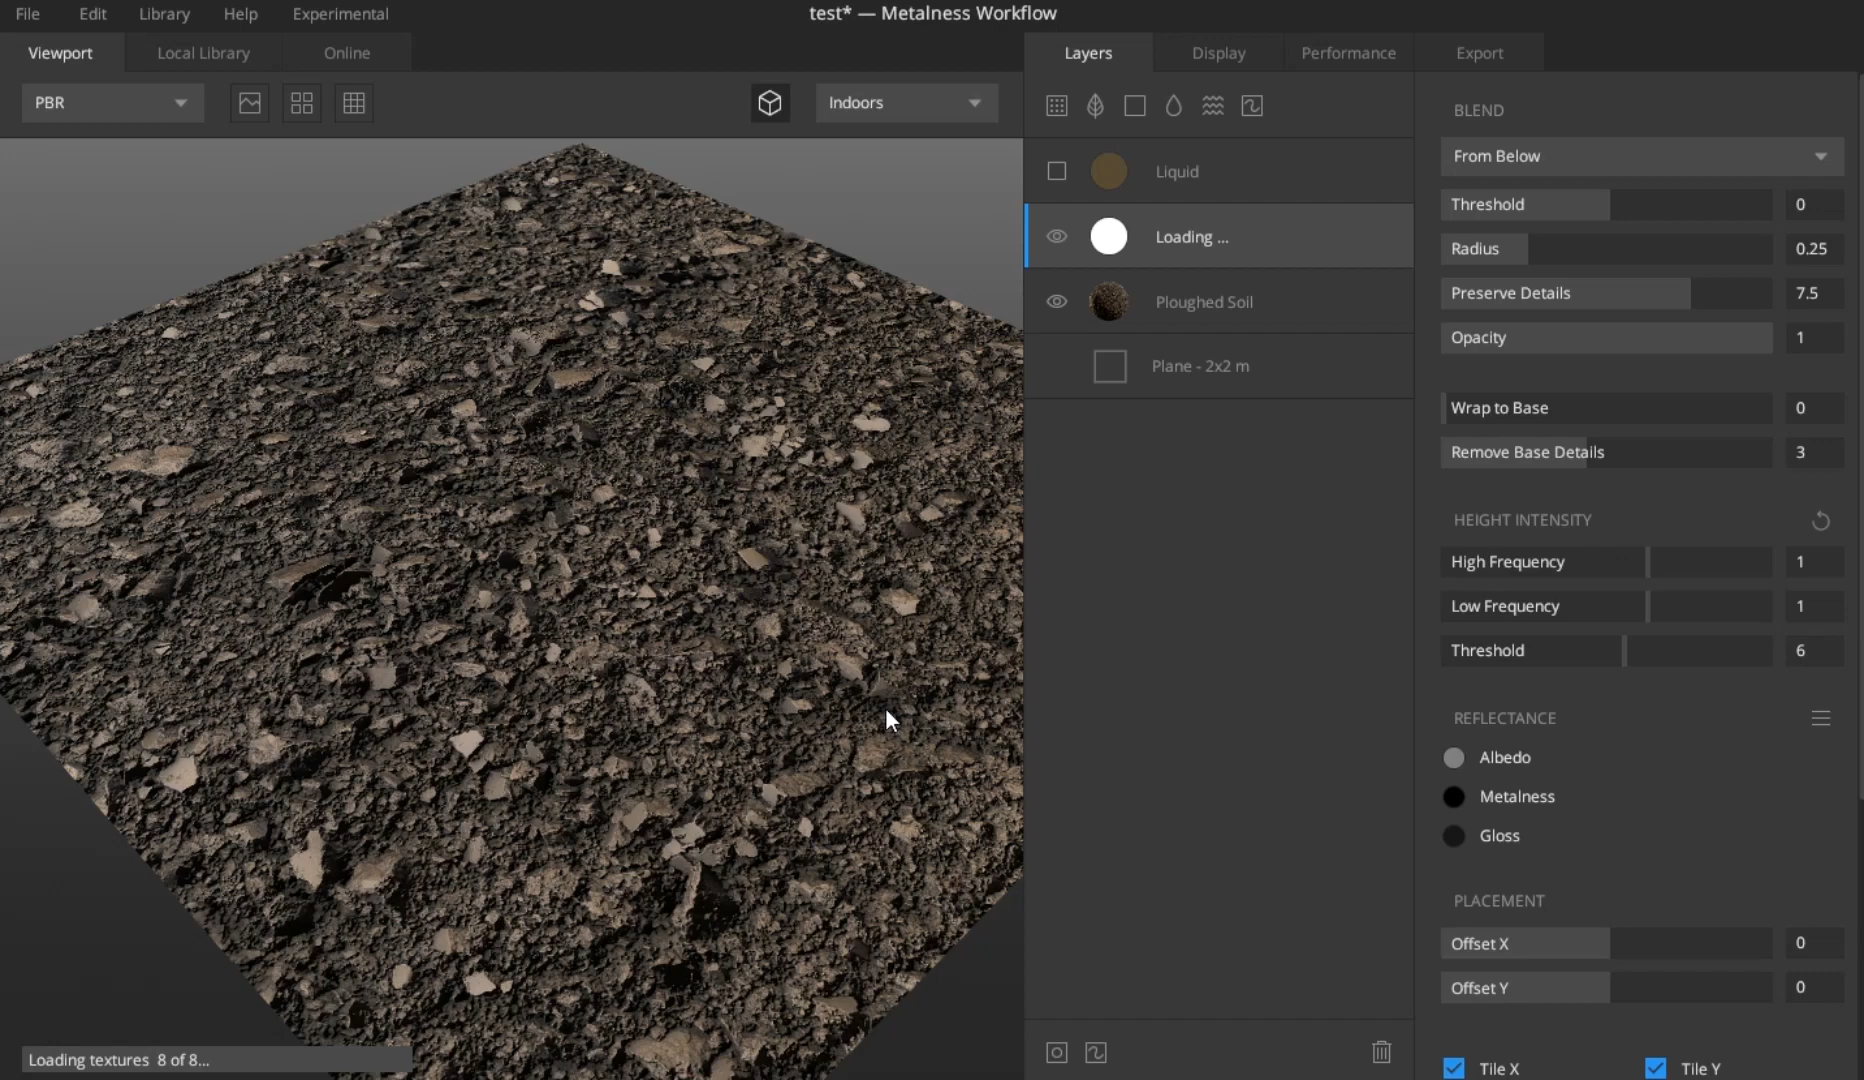 File Edit Library Help Experimental
test* — Metalness Workflow
Viewport Local Library Online
Layers Display Performance Export
PBR
Indoors
Liquid
Loading ...
Ploughed Soil
Plane - 2x2 m
BLEND
From Below
Threshold 0
Radius 0.25
Preserve Details 7.5
Opacity 1
Wrap to Base 0
Remove Base Details 3
HEIGHT INTENSITY
High Frequency 1
Low Frequency 1
Threshold 6
REFLECTANCE
Albedo
Metalness
Gloss
PLACEMENT
Offset X 0
Offset Y 0
Tile X Tile Y
Loading textures 8 of 8...